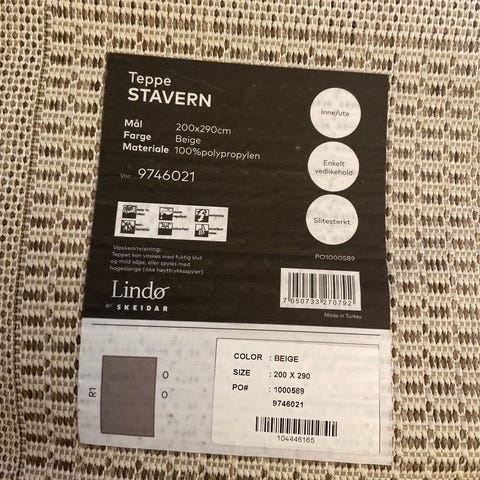 Teppe
STAVERN
Mål 200x290cm
Farge Beige
Materiale 100%polypropylen
Vnr. 9746021
Inne/ute
Enkelt
vedlikehold
Slitesterkt
PO1000589
Vaskeanvisning:
Teppet kan vaskes med fuktig klut
og mild såpe, eller spyles med
hageslange (ikke høyttrykksspyler)
Lindø
BY SKEIDAR
7 050733 270792
Made in Turkey
R1
O
O
COLOR : BEIGE
SIZE : 200 X 290
PO# : 1000589
9746021
104446165